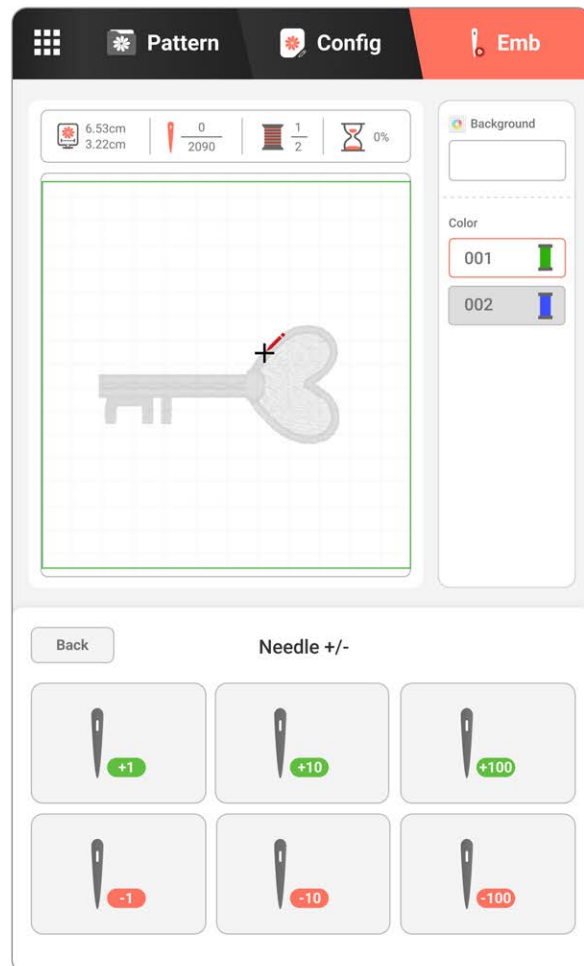 Pattern
Config
Emb
6.53cm
3.22cm
0
2090
1
2
0%
Background
Color
001
002
Back
Needle +/-
+1
+10
+100
-1
-10
-100